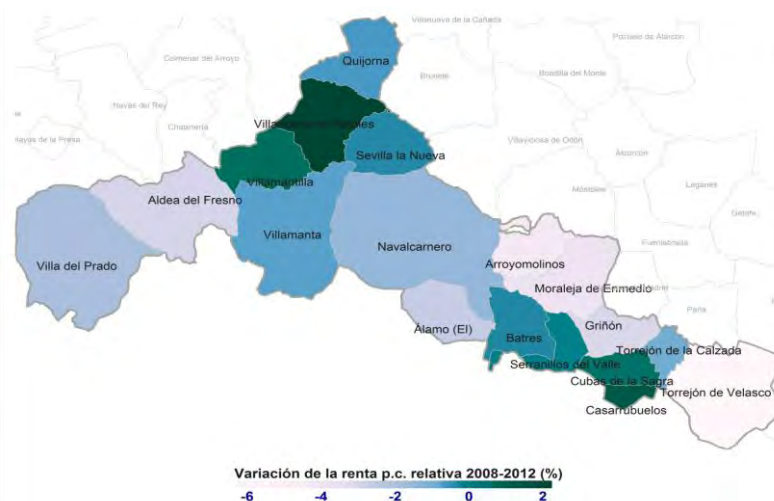 Villanueva de la Cañada
Pozuelo de Alarcón
Quijorna
Colmenar del Arroyo
Brunete
Boadilla del Monte
Navas del Rey
Chapinería
Villaviciosa de Odón
Sevilla la Nueva
Alcorcón
Villamantilla
Móstoles
Leganés
Aldea del Fresno
Getafe
Villamanta
Navalcarnero
Fuenlabrada
Villa del Prado
Arroyomolinos
Moraleja de Enmedio
Parla
Álamo (El)
Batres
Griñón
Torrejón de la Calzada
Serranillos del Valle
Cubas de la Sagra
Torrejón de Velasco
Casarrubuelos
Variación de la renta p.c. relativa 2008-2012 (%)
-6 -4 -2 0 2